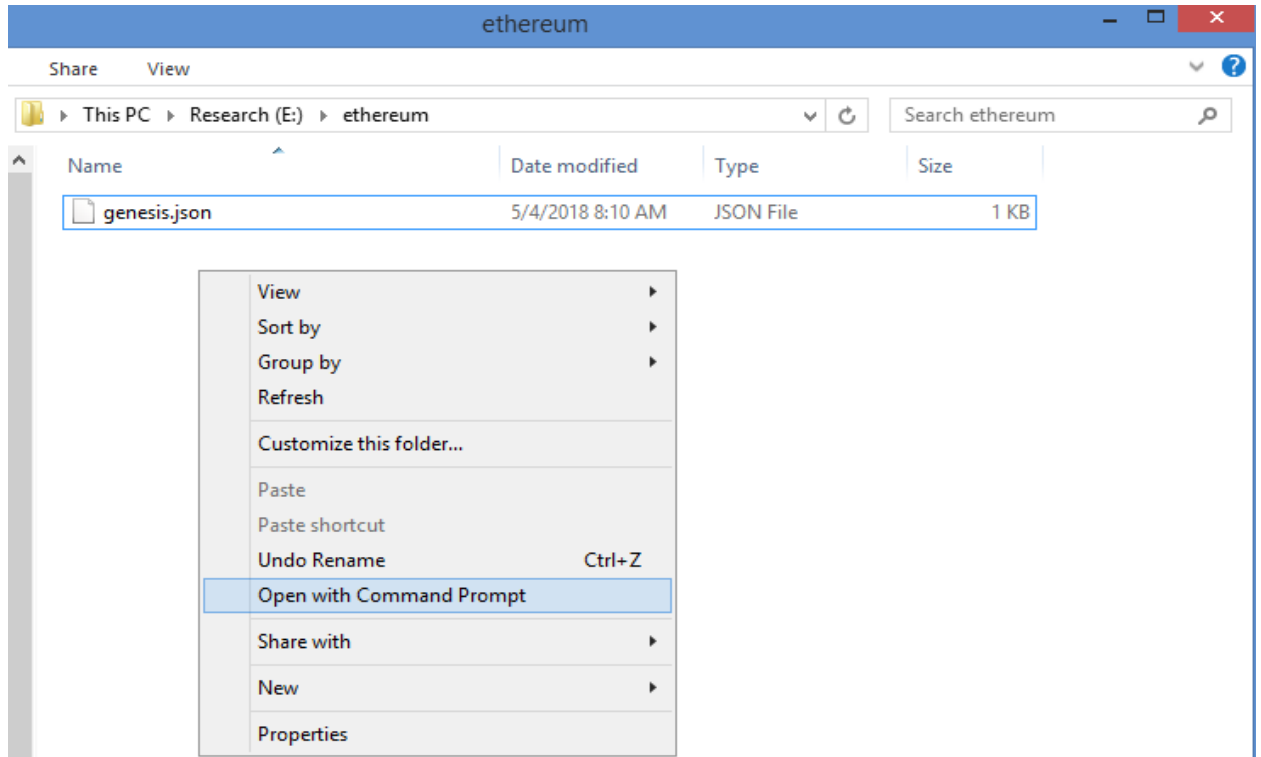 ethereum
Share View
This PC Research (E:) ethereum Search ethereum
Name Date modified Type Size
genesis.json 5/4/2018 8:10 AM JSON File 1 KB
View
Sort by
Group by
Refresh
Customize this folder...
Paste
Paste shortcut
Undo Rename Ctrl+Z
Open with Command Prompt
Share with
New
Properties